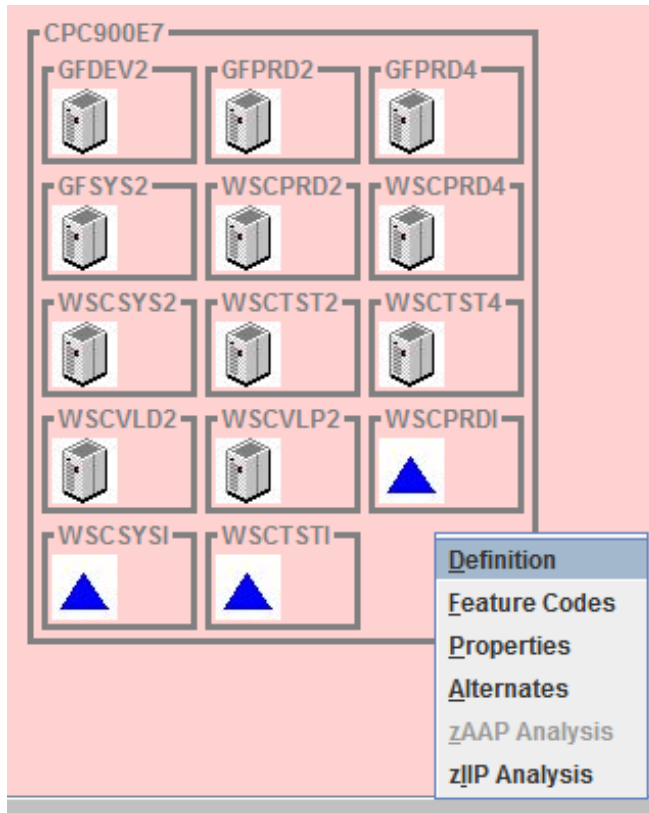 CPC900E7
GFDEV2 GFPRD2 GFPRD4
GFSYS2 WSCPRD2 WSCPRD4
WSCSYS2 WSCTST2 WSCTST4
WSCVLD2 WSCVLP2 WSCPRDI
WSCSYSI WSCTSTI
Definition
Feature Codes
Properties
Alternates
zAAP Analysis
zIIP Analysis